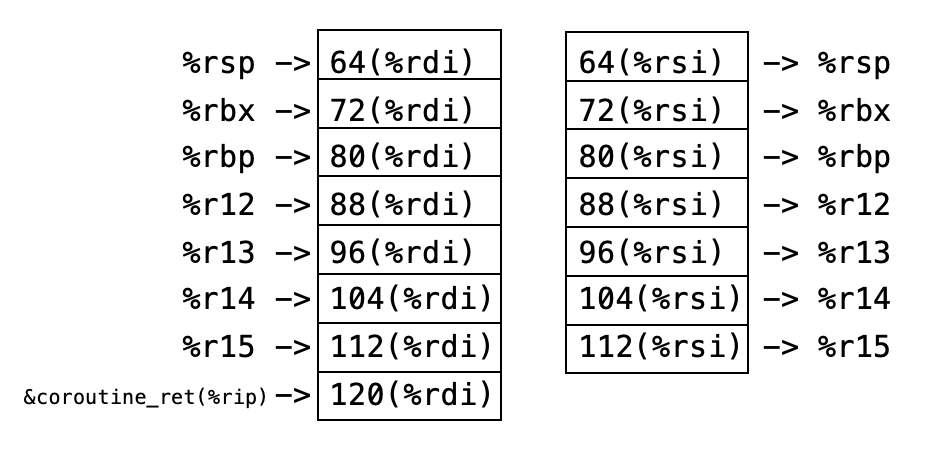 %rsp -> 64(%rdi) 64(%rsi) -> %rsp
%rbx -> 72(%rdi) 72(%rsi) -> %rbx
%rbp -> 80(%rdi) 80(%rsi) -> %rbp
%r12 -> 88(%rdi) 88(%rsi) -> %r12
%r13 -> 96(%rdi) 96(%rsi) -> %r13
%r14 -> 104(%rdi) 104(%rsi) -> %r14
%r15 -> 112(%rdi) 112(%rsi) -> %r15
&coroutine_ret(%rip) -> 120(%rdi)